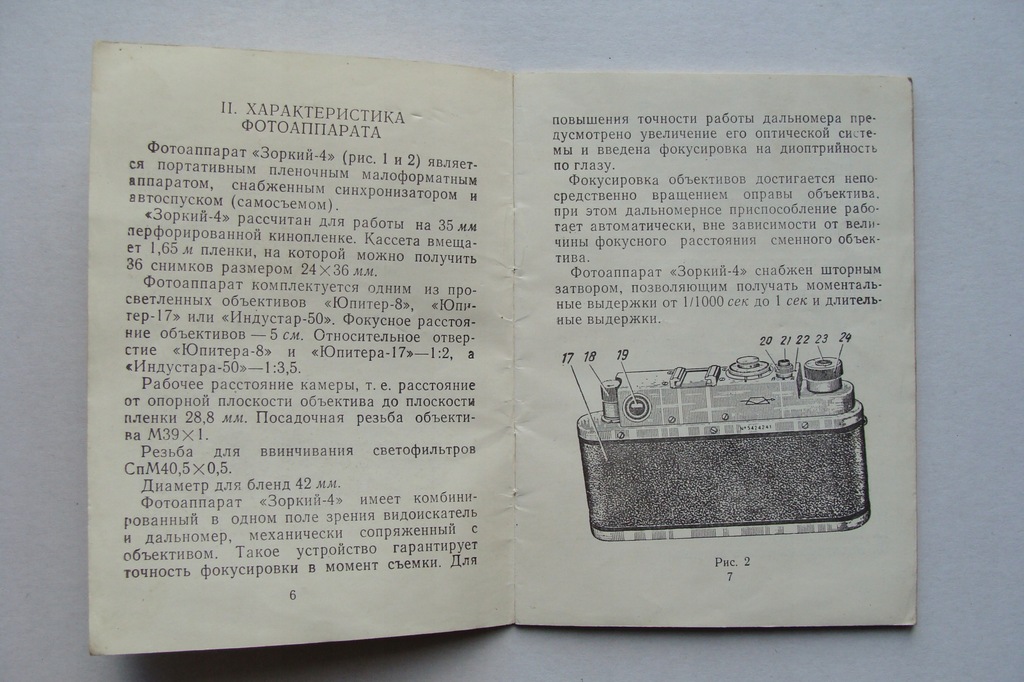 II. ХАРАКТЕРИСТИКА
ФОТОАППАРАТА
Фотоаппарат «Зоркий-4» (рис. 1 и 2) являет-
ся портативным пленочным малоформатным
аппаратом, снабженным синхронизатором и
автоспуском (самосъемом).
«Зоркий-4» рассчитан для работы на 35 мм
перфорированной кинопленке. Кассета вмеща-
ет 1,65 м пленки, на которой можно получить
36 снимков размером 24×36 мм.
Фотоаппарат комплектуется одним из про-
светленных объективов «Юпитер-8», «Юпи-
тер-17» или «Индустар-50». Фокусное расстоя-
ние объективов — 5 см. Относительное отвер-
стие «Юпитера-8» и «Юпитера-17»—1:2, а
«Индустара-50»—1:3,5.
Рабочее расстояние камеры, т. е. расстояние
от опорной плоскости объектива до плоскости
пленки 28,8 мм. Посадочная резьба объекти-
ва М39×1.
Резьба для ввинчивания светофильтров
СпМ40,5×0,5.
Диаметр для бленд 42 мм.
Фотоаппарат «Зоркий-4» имеет комбини-
рованный в одном поле зрения видоискатель
и дальномер, механически сопряженный с
объективом. Такое устройство гарантирует
точность фокусировки в момент съемки. Для
6
повышения точности работы дальномера пре-
дусмотрено увеличение его оптической систе-
мы и введена фокусировка на диоптрийность
по глазу.
Фокусировка объективов достигается непо-
средственно вращением оправы объектива,
при этом дальномерное приспособление рабо-
тает автоматически, вне зависимости от вели-
чины фокусного расстояния сменного объек-
тива.
Фотоаппарат «Зоркий-4» снабжен шторным
затвором, позволяющим получать моменталь-
ные выдержки от 1/1000 сек до 1 сек и длитель-
ные выдержки.
17 18 19 20 21 22 23 24
№5424241
Рис. 2
7